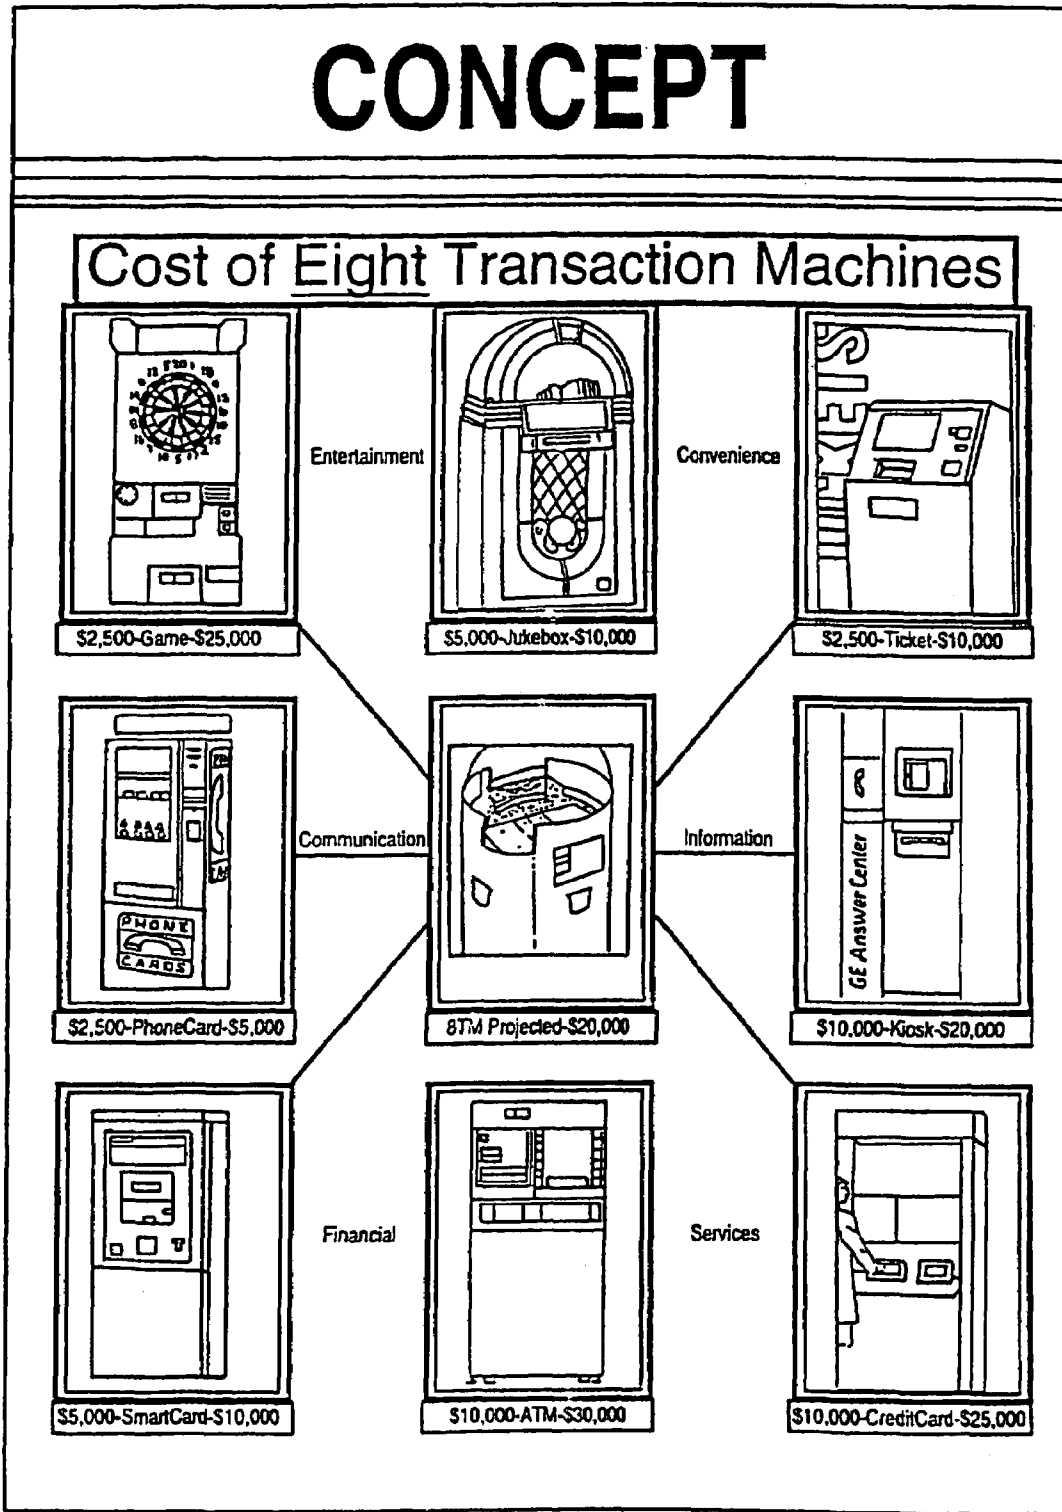 CONCEPT
Cost of Eight Transaction Machines
Entertainment
Convenience
$2,500-Game-$25,000
$5,000-Jukebox-$10,000
$2,500-Ticket-$10,000
Communication
Information
PHONE
CARDS
GE Answer Center
$2,500-PhoneCard-$5,000
8TM Projected-$20,000
$10,000-Kiosk-$20,000
Financial
Services
$5,000-SmartCard-$10,000
$10,000-ATM-$30,000
$10,000-CreditCard-$25,000